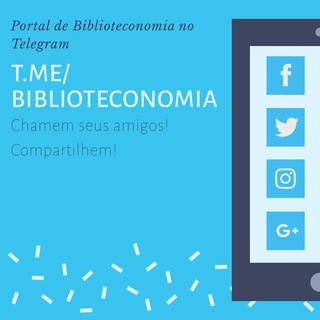 Portal de Biblioteconomia no
Telegram
T.ME/
BIBLIOTECONOMIA
Chamem seus amigos!
Compartilhem!
f
G+